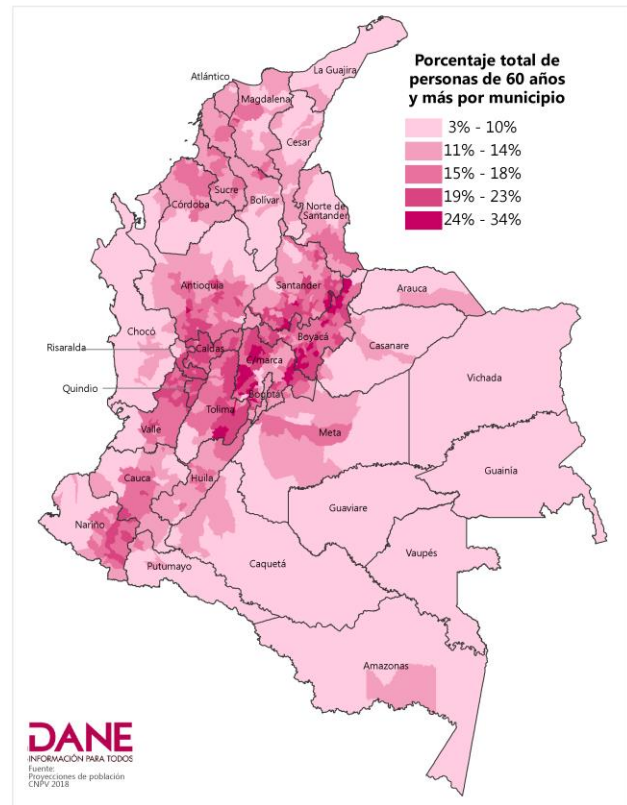 Porcentaje total de
personas de 60 años
y más por municipio
3% - 10%
11% - 14%
15% - 18%
19% - 23%
24% - 34%
La Guajira
Atlántico
Magdalena
Cesar
Sucre
Bolívar
Córdoba
Norte de
Santander
Antioquia
Santander
Arauca
Chocó
Boyacá
Risaralda
Caldas
C/marca
Casanare
Vichada
Quindio
Bogotá
Tolima
Valle
Meta
Guainía
Cauca
Huila
Guaviare
Nariño
Vaupés
Putumayo
Caquetá
Amazonas
DANE
INFORMACIÓN PARA TODOS
Fuente:
Proyecciones de población
CNPV 2018